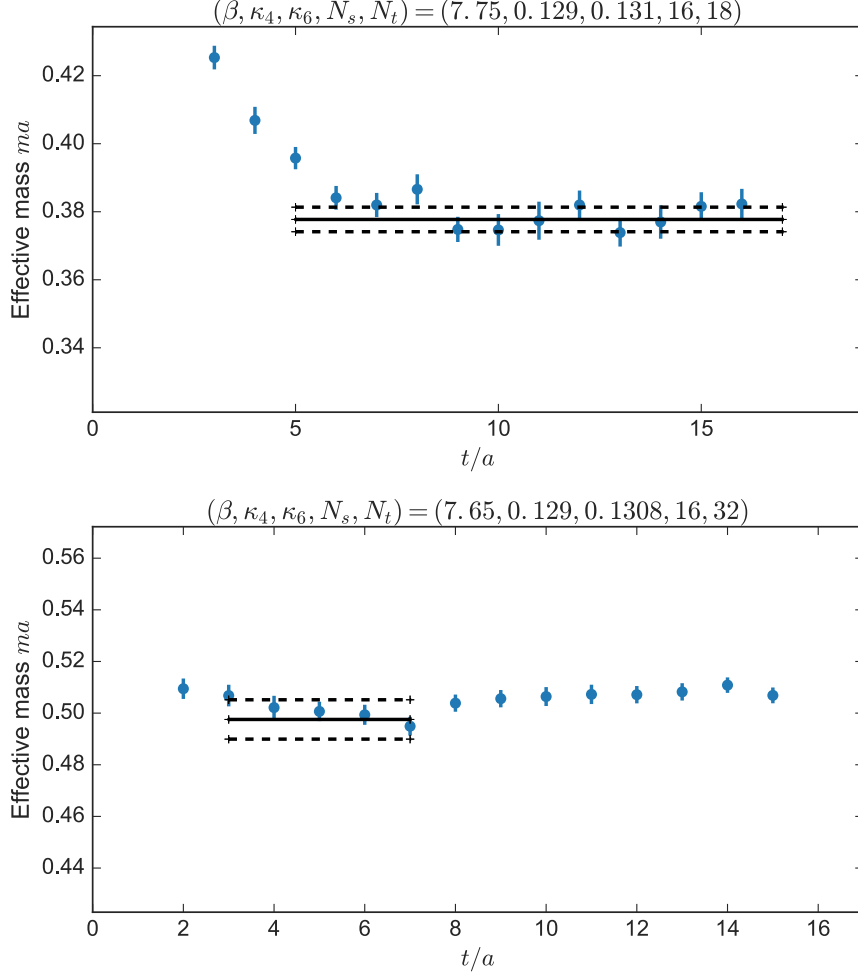 (β, κ₄, κ₆, Nₛ, Nₜ) = (7.75, 0.129, 0.131, 16, 18)
Effective mass ma
0.42
0.40
0.38
0.36
0.34
0 5 10 15
t/a
(β, κ₄, κ₆, Nₛ, Nₜ) = (7.65, 0.129, 0.1308, 16, 32)
Effective mass ma
0.56
0.54
0.52
0.50
0.48
0.46
0.44
0 2 4 6 8 10 12 14 16
t/a